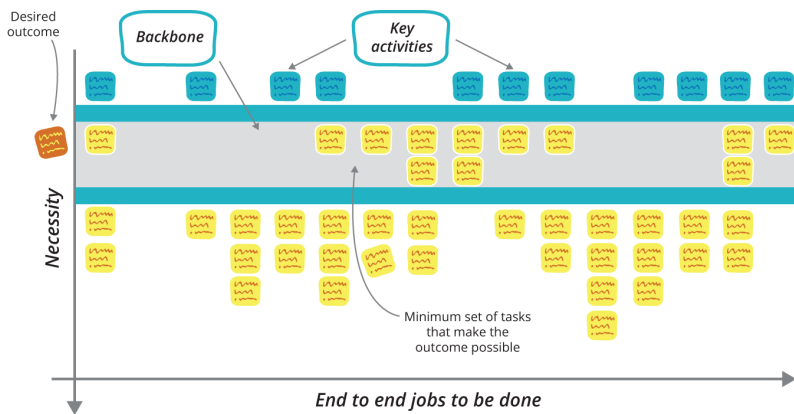 Desired
outcome
Backbone
Key
activities
Necessity
Minimum set of tasks
that make the
outcome possible
End to end jobs to be done